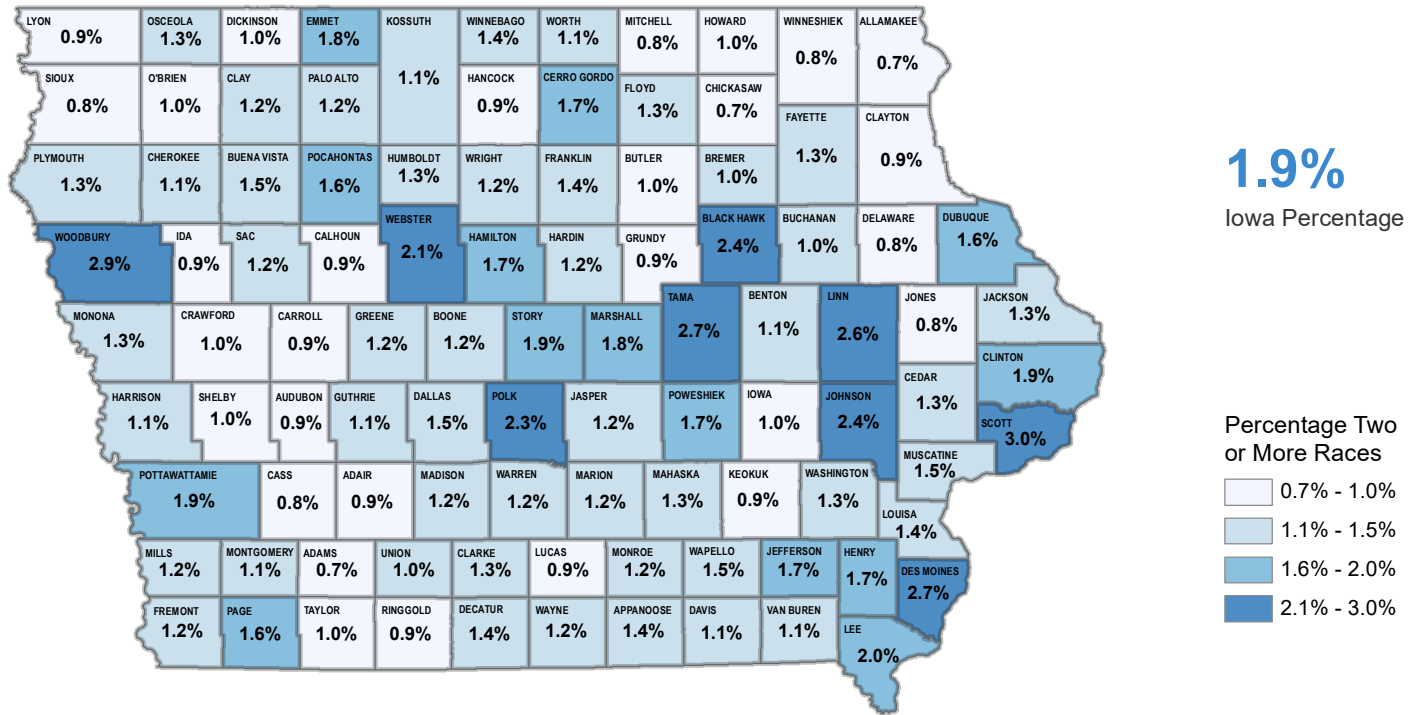 LYON
0.9%
OSCEOLA
1.3%
DICKINSON
1.0%
EMMET
1.8%
KOSSUTH
1.1%
WINNEBAGO
1.4%
WORTH
1.1%
MITCHELL
0.8%
HOWARD
1.0%
WINNESHIEK
0.8%
ALLAMAKEE
0.7%
SIOUX
0.8%
O'BRIEN
1.0%
CLAY
1.2%
PALO ALTO
1.2%
HANCOCK
0.9%
CERRO GORDO
1.7%
FLOYD
1.3%
CHICKASAW
0.7%
FAYETTE
1.3%
CLAYTON
0.9%
PLYMOUTH
1.3%
CHEROKEE
1.1%
BUENA VISTA
1.5%
POCAHONTAS
1.6%
HUMBOLDT
1.3%
WRIGHT
1.2%
FRANKLIN
1.4%
BUTLER
1.0%
BREMER
1.0%
1.9%
Iowa Percentage
WOODBURY
2.9%
IDA
0.9%
SAC
1.2%
CALHOUN
0.9%
WEBSTER
2.1%
HAMILTON
1.7%
HARDIN
1.2%
GRUNDY
0.9%
BLACK HAWK
2.4%
BUCHANAN
1.0%
DELAWARE
0.8%
DUBUQUE
1.6%
MONONA
1.3%
CRAWFORD
1.0%
CARROLL
0.9%
GREENE
1.2%
BOONE
1.2%
STORY
1.9%
MARSHALL
1.8%
TAMA
2.7%
BENTON
1.1%
LINN
2.6%
JONES
0.8%
JACKSON
1.3%
CLINTON
1.9%
HARRISON
1.1%
SHELBY
1.0%
AUDUBON
0.9%
GUTHRIE
1.1%
DALLAS
1.5%
POLK
2.3%
JASPER
1.2%
POWESHIEK
1.7%
IOWA
1.0%
JOHNSON
2.4%
CEDAR
1.3%
SCOTT
3.0%
MUSCATINE
1.5%
POTTAWATTAMIE
1.9%
CASS
0.8%
ADAIR
0.9%
MADISON
1.2%
WARREN
1.2%
MARION
1.2%
MAHASKA
1.3%
KEOKUK
0.9%
WASHINGTON
1.3%
LOUISA
1.4%
MILLS
1.2%
MONTGOMERY
1.1%
ADAMS
0.7%
UNION
1.0%
CLARKE
1.3%
LUCAS
0.9%
MONROE
1.2%
WAPELLO
1.5%
JEFFERSON
1.7%
HENRY
1.7%
DES MOINES
2.7%
FREMONT
1.2%
PAGE
1.6%
TAYLOR
1.0%
RINGGOLD
0.9%
DECATUR
1.4%
WAYNE
1.2%
APPANOOSE
1.4%
DAVIS
1.1%
VAN BUREN
1.1%
LEE
2.0%
Percentage Two
or More Races
0.7% - 1.0%
1.1% - 1.5%
1.6% - 2.0%
2.1% - 3.0%